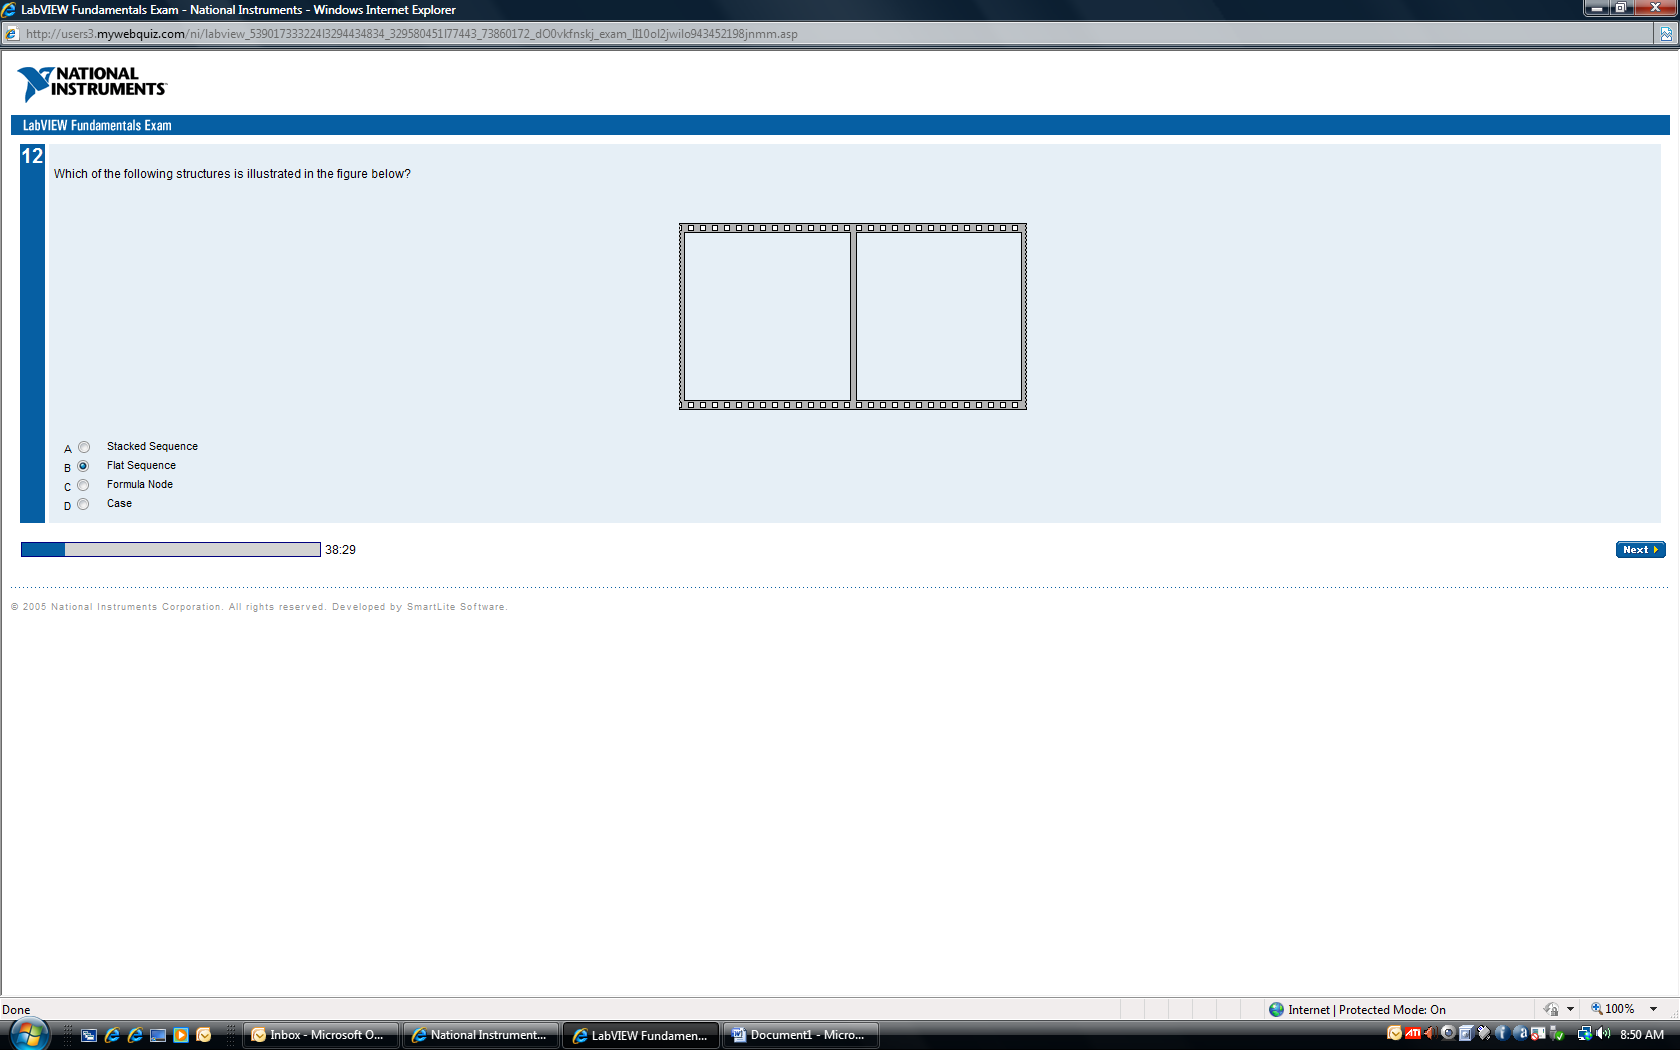 LabVIEW Fundamentals Exam - National Instruments - Windows Internet Explorer
NATIONAL
INSTRUMENTS
LabVIEW Fundamentals Exam
12
Which of the following structures is illustrated in the figure below?
A Stacked Sequence
B Flat Sequence
C Formula Node
D Case
38:29
Next
© 2005 National Instruments Corporation. All rights reserved. Developed by SmartLite Software.
Done
Internet | Protected Mode: On
100%
Inbox - Microsoft O...
National Instrument...
LabVIEW Fundamen...
Document1 - Micro...
8:50 AM